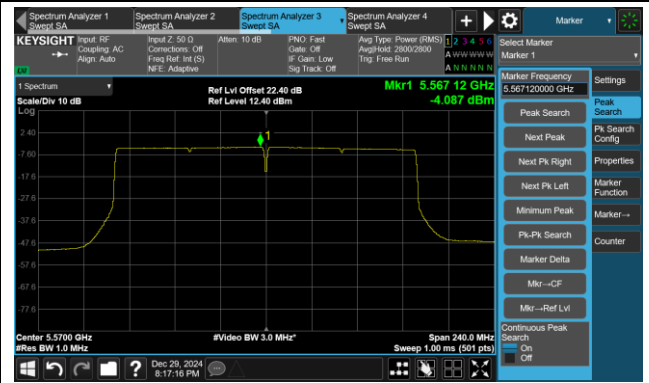 Spectrum Analyzer 1
Swept SA
Spectrum Analyzer 2
Swept SA
Spectrum Analyzer 3
Swept SA
Spectrum Analyzer 4
Swept SA
Marker
KEYSIGHT
Input: RF
Coupling: AC
Align: Auto
Input Z: 50 Ω
Corrections: Off
Freq Ref: Int (S)
NFE: Adaptive
Atten: 10 dB
PNO: Fast
Gate: Off
IF Gain: Low
Sig Track: Off
Avg Type: Power (RMS)
Avg|Hold: 2800/2800
Trig: Free Run
1 2 3 4 5 6
A WWWWW
A N N N N N
LXI
Select Marker
Marker 1
1 Spectrum
Scale/Div 10 dB
Log
Ref Lvl Offset 22.40 dB
Ref Level 12.40 dBm
Mkr1 5.567 12 GHz
-4.087 dBm
1
2.40
-7.60
-17.6
-27.6
-37.6
-47.6
-57.6
-67.6
-77.6
Center 5.5700 GHz
#Res BW 1.0 MHz
#Video BW 3.0 MHz*
Span 240.0 MHz
Sweep 1.00 ms (501 pts)
Marker Frequency
5.567120000 GHz
Peak Search
Next Peak
Next Pk Right
Next Pk Left
Minimum Peak
Pk-Pk Search
Marker Delta
Mkr→CF
Mkr→Ref Lvl
Continuous Peak
Search
On
Off
Settings
Peak
Search
Pk Search
Config
Properties
Marker
Function
Marker→
Counter
?
Dec 29, 2024
8:17:16 PM